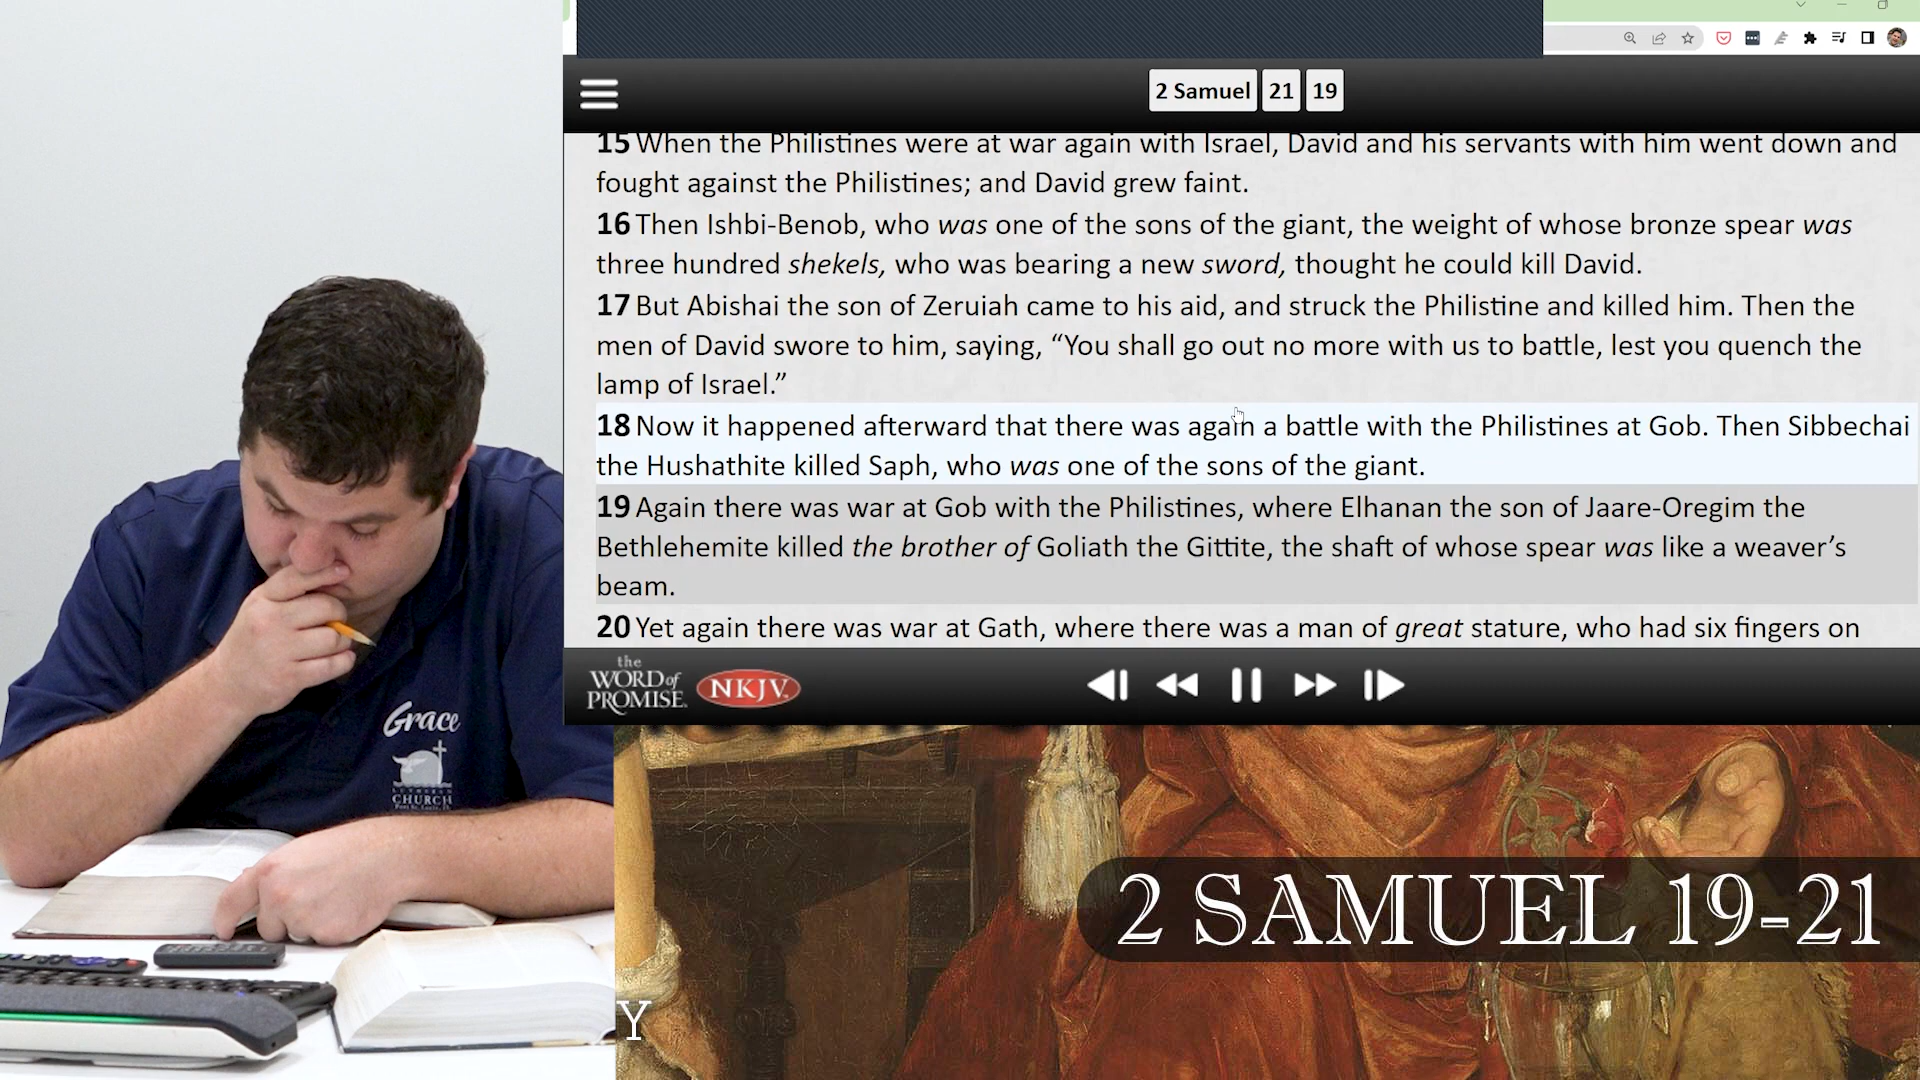 2 Samuel 21 19
15 When the Philistines were at war again with Israel, David and his servants with him went down and
fought against the Philistines; and David grew faint.
16 Then Ishbi-Benob, who was one of the sons of the giant, the weight of whose bronze spear was
three hundred shekels, who was bearing a new sword, thought he could kill David.
17 But Abishai the son of Zeruiah came to his aid, and struck the Philistine and killed him. Then the
men of David swore to him, saying, “You shall go out no more with us to battle, lest you quench the
lamp of Israel.”
18 Now it happened afterward that there was again a battle with the Philistines at Gob. Then Sibbechai
the Hushathite killed Saph, who was one of the sons of the giant.
19 Again there was war at Gob with the Philistines, where Elhanan the son of Jaare-Oregim the
Bethlehemite killed the brother of Goliath the Gittite, the shaft of whose spear was like a weaver’s
beam.
20 Yet again there was war at Gath, where there was a man of great stature, who had six fingers on
the
WORD of
PROMISE
NKJV
Grace
LUTHERAN
CHURCH
Port St. Lucie, FL
2 SAMUEL 19-21
Y